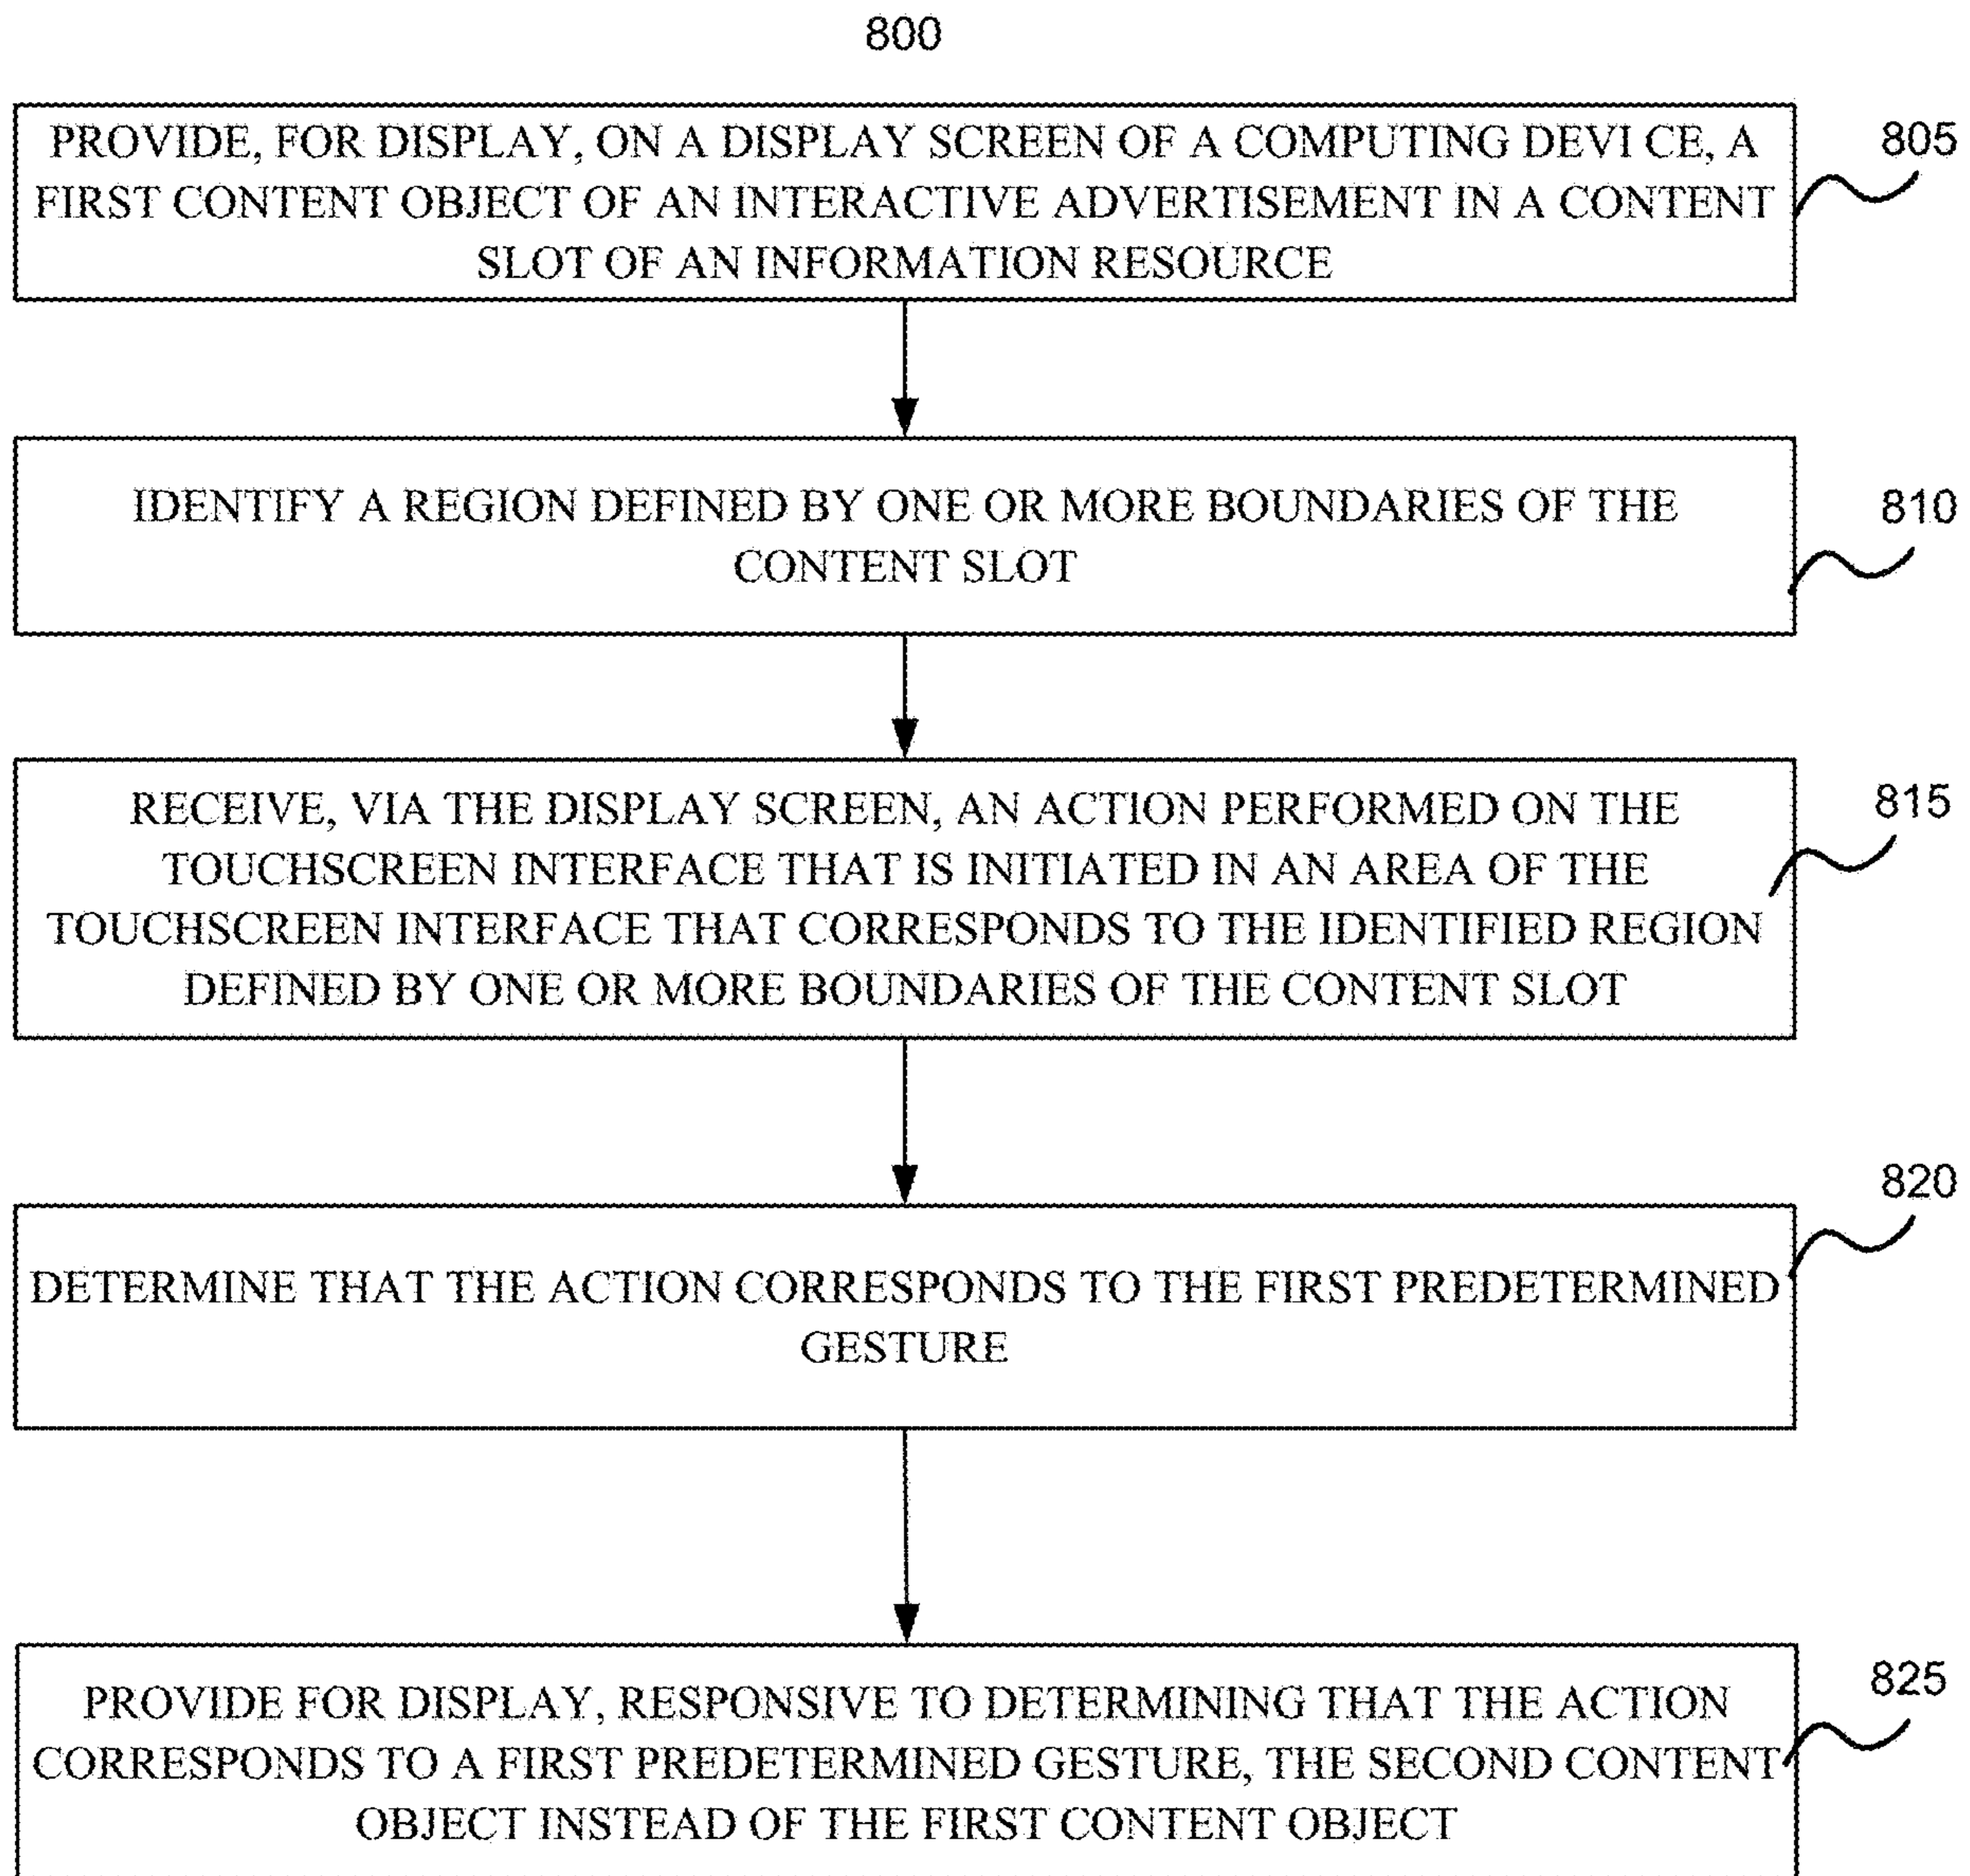 800
PROVIDE, FOR DISPLAY, ON A DISPLAY SCREEN OF A COMPUTING DEVI CE, A
FIRST CONTENT OBJECT OF AN INTERACTIVE ADVERTISEMENT IN A CONTENT
SLOT OF AN INFORMATION RESOURCE
805
IDENTIFY A REGION DEFINED BY ONE OR MORE BOUNDARIES OF THE
CONTENT SLOT
810
RECEIVE, VIA THE DISPLAY SCREEN, AN ACTION PERFORMED ON THE
TOUCHSCREEN INTERFACE THAT IS INITIATED IN AN AREA OF THE
TOUCHSCREEN INTERFACE THAT CORRESPONDS TO THE IDENTIFIED REGION
DEFINED BY ONE OR MORE BOUNDARIES OF THE CONTENT SLOT
815
DETERMINE THAT THE ACTION CORRESPONDS TO THE FIRST PREDETERMINED
GESTURE
820
PROVIDE FOR DISPLAY, RESPONSIVE TO DETERMINING THAT THE ACTION
CORRESPONDS TO A FIRST PREDETERMINED GESTURE, THE SECOND CONTENT
OBJECT INSTEAD OF THE FIRST CONTENT OBJECT
825